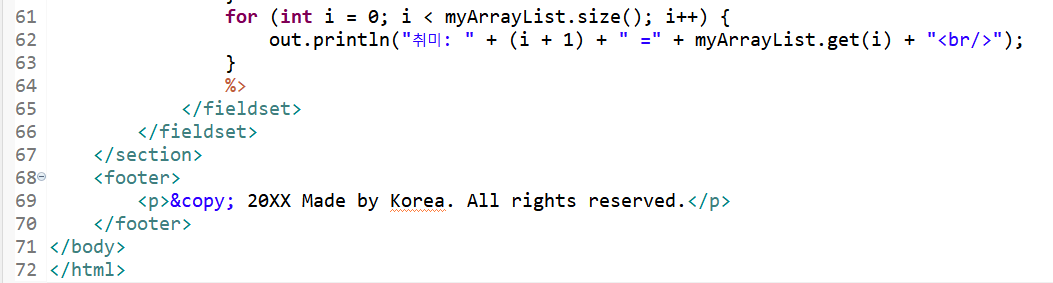 61 for (int i = 0; i < myArrayList.size(); i++) {
62 out.println("취미: " + (i + 1) + " =" + myArrayList.get(i) + "<br/>");
63 }
64 %>
65 </fieldset>
66 </fieldset>
67 </section>
68 <footer>
69 <p>&copy; 20XX Made by Korea. All rights reserved.</p>
70 </footer>
71 </body>
72 </html>